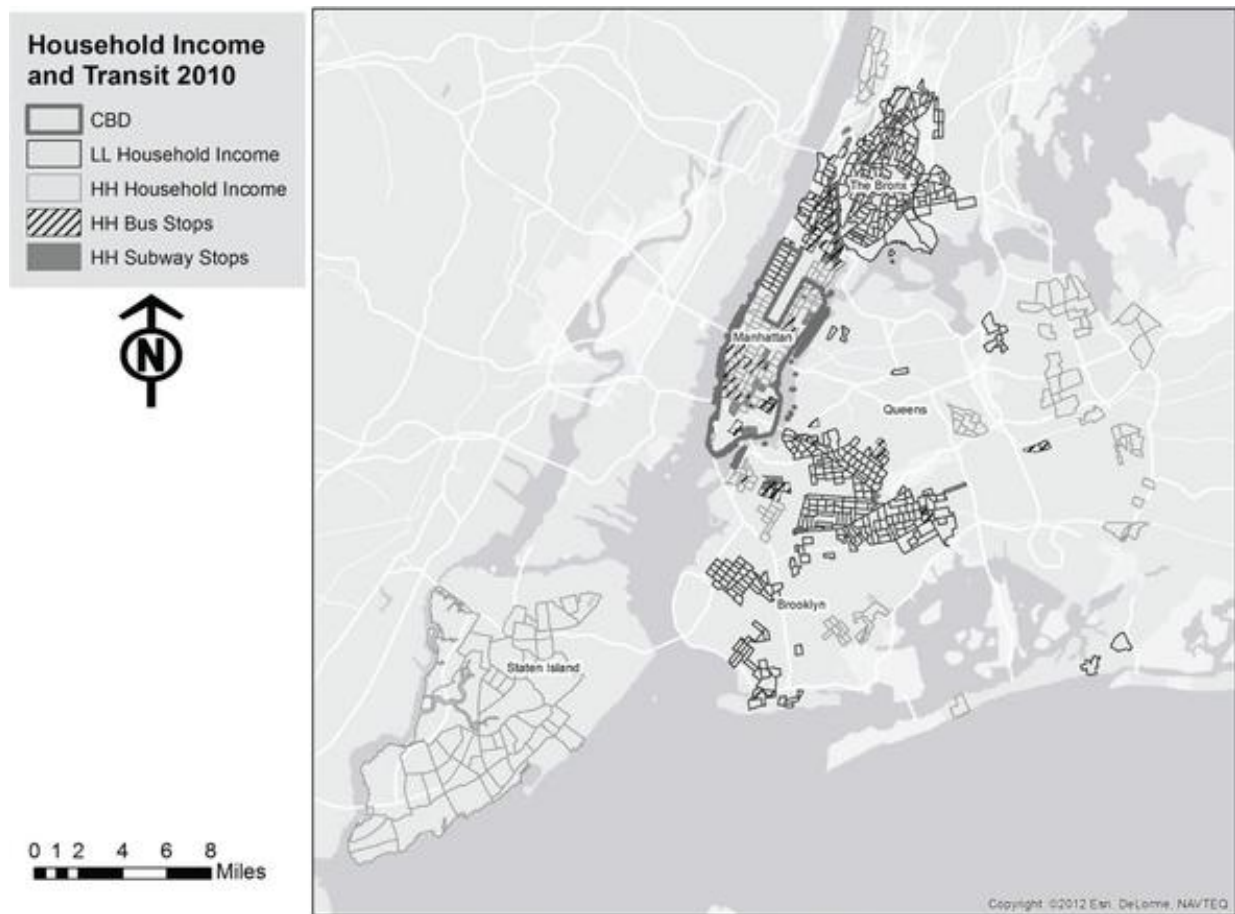 Household Income
and Transit 2010
CBD
LL Household Income
HH Household Income
HH Bus Stops
HH Subway Stops
N
0 1 2 4 6 8
Miles
The Bronx
Manhattan
Queens
Brooklyn
Staten Island
Copyright: ©2012 Esri, DeLorme, NAVTEQ